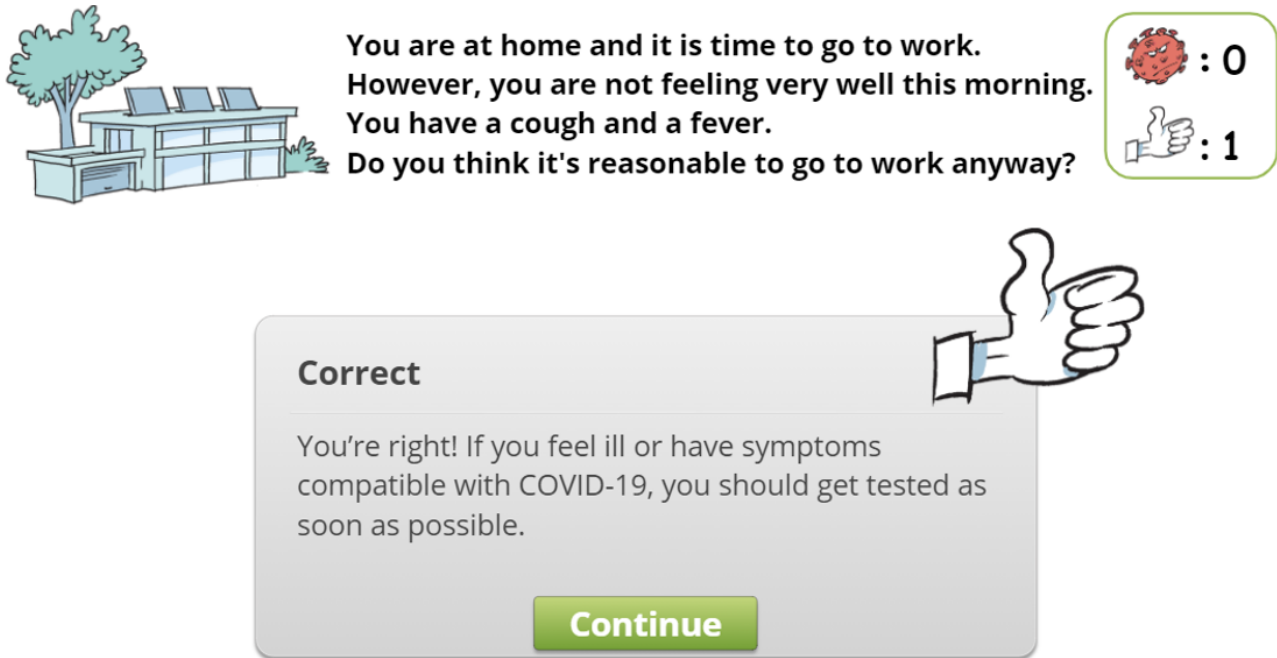 You are at home and it is time to go to work.
However, you are not feeling very well this morning.
You have a cough and a fever.
Do you think it's reasonable to go to work anyway?
: 0
: 1
Correct
You’re right! If you feel ill or have symptoms
compatible with COVID-19, you should get tested as
soon as possible.
Continue